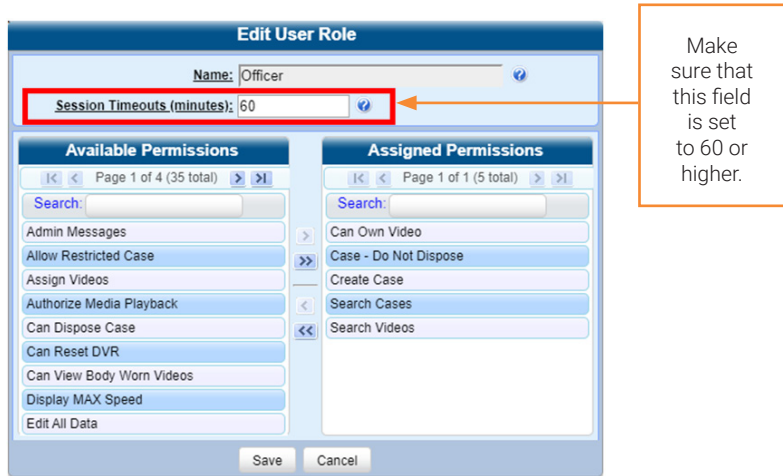 Edit User Role
Name: Officer
Session Timeouts (minutes): 60
Make
sure that
this field
is set
to 60 or
higher.
Available Permissions
Page 1 of 4 (35 total)
Search:
Admin Messages
Allow Restricted Case
Assign Videos
Authorize Media Playback
Can Dispose Case
Can Reset DVR
Can View Body Worn Videos
Display MAX Speed
Edit All Data
Assigned Permissions
Page 1 of 1 (5 total)
Search:
Can Own Video
Case - Do Not Dispose
Create Case
Search Cases
Search Videos
Save Cancel